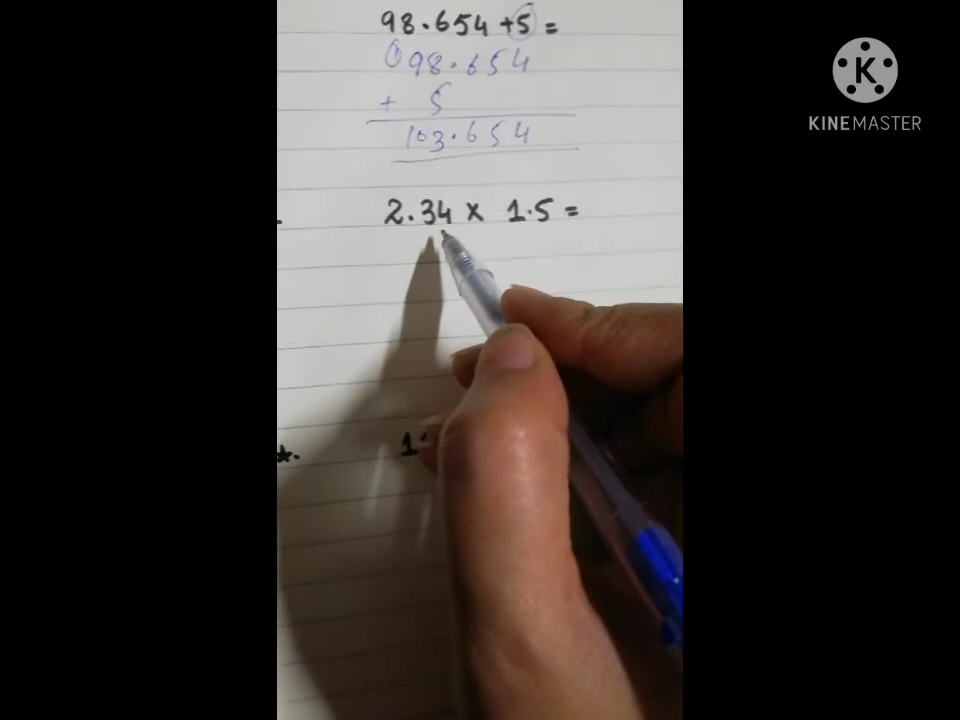 98.654 + 5 =
098.654
+ 5
103.654
2.34 x 1.5 =
K
KINEMASTER